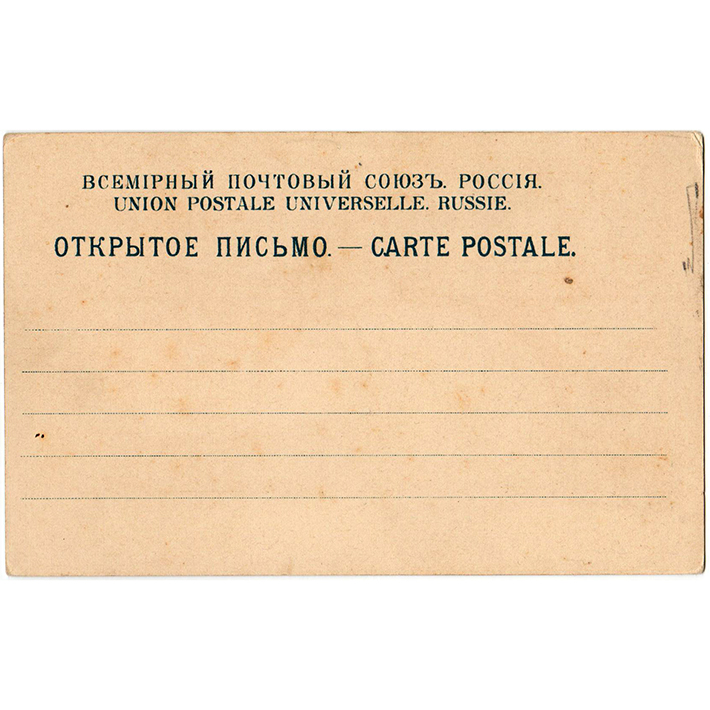 ВСЕМІРНЫЙ ПОЧТОВЫЙ СОЮЗЪ. РОССІЯ.
UNION POSTALE UNIVERSELLE. RUSSIE.
ОТКРЫТОЕ ПИСЬМО. — CARTE POSTALE.